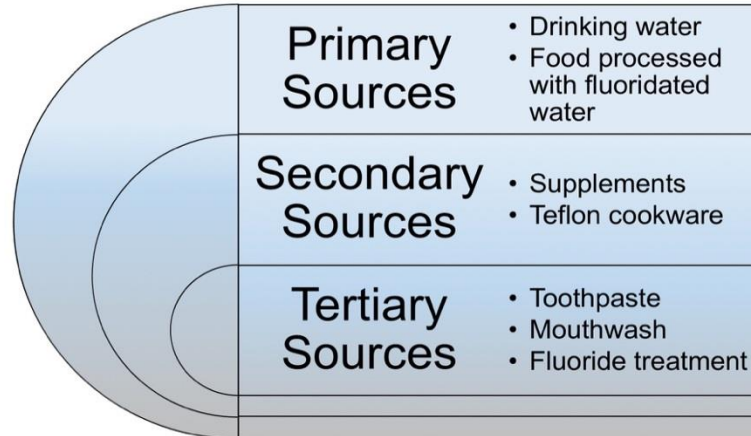 Primary
Sources
• Drinking water
• Food processed
with fluoridated
water
Secondary
Sources
• Supplements
• Teflon cookware
Tertiary
Sources
• Toothpaste
• Mouthwash
• Fluoride treatment